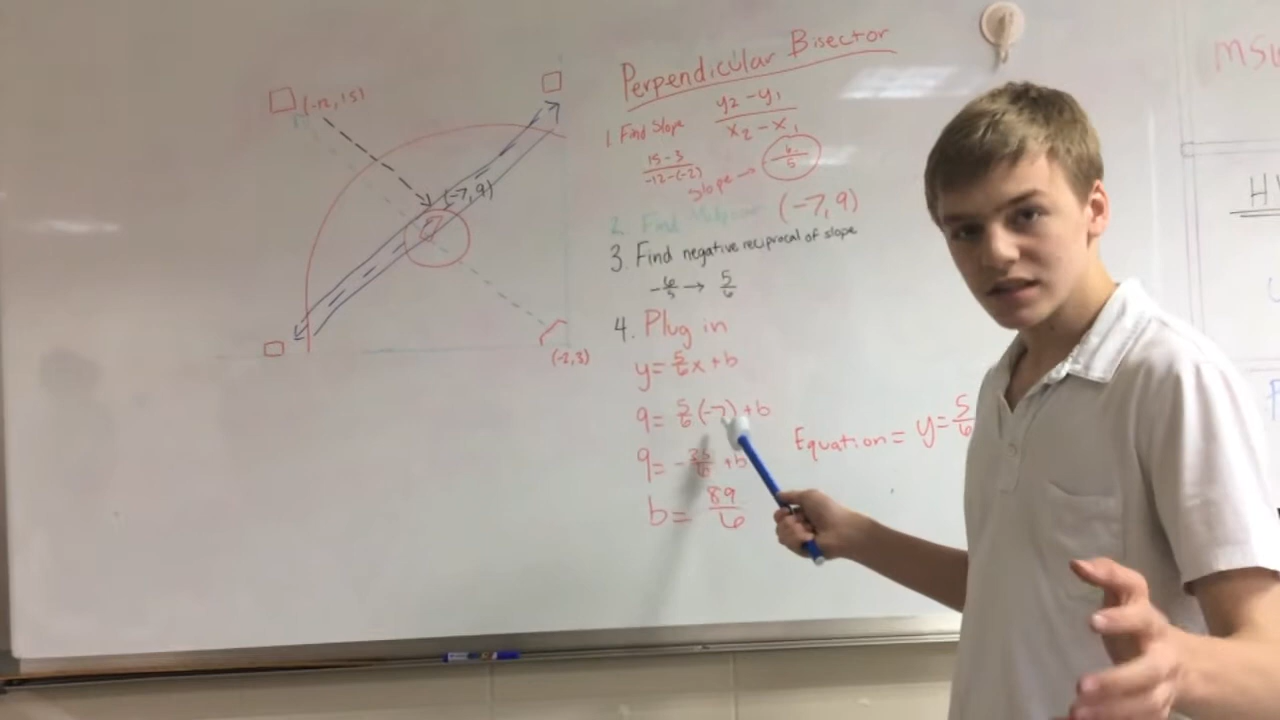 Perpendicular Bisector
1. Find Slope y2-y1 / x2-x1
15-3 / -12-(-2) slope → -6/5
2. Find (-7,9)
3. Find negative reciprocal of slope
-6/5 → 5/6
4. Plug in
y=5/6x+b
9=5/6(-7)+b
9=-35/6+b
b=89/6
Equation= y=5/6
(-12,15)
(-7,9)
(-2,3)